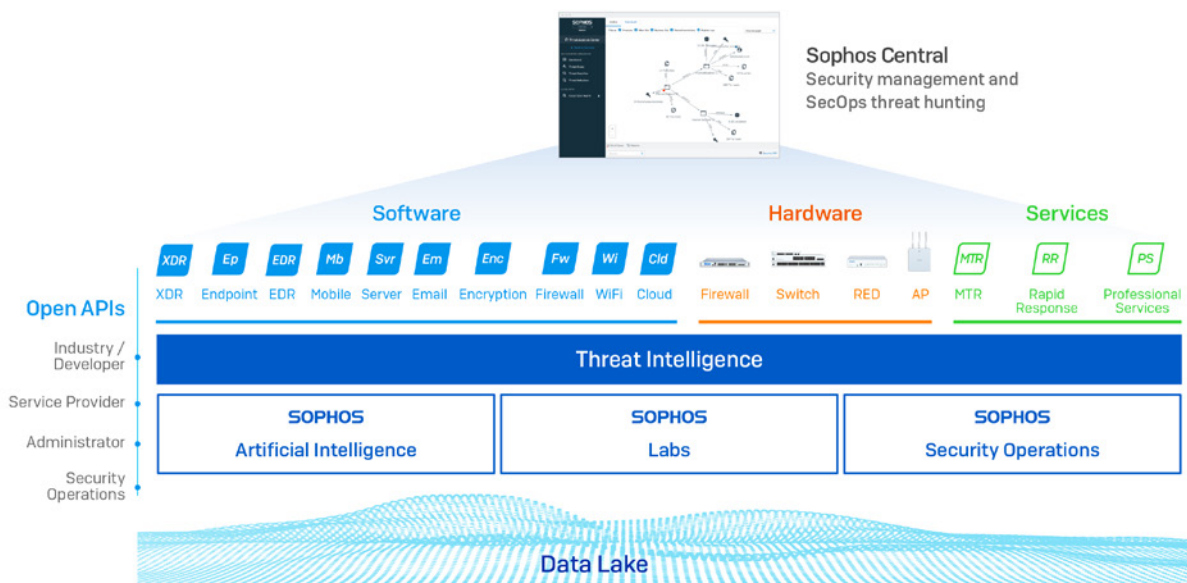 SOPHOS
Sophos Central
Security management and
SecOps threat hunting
Software
Hardware
Services
XDR
Ep
EDR
Mb
Svr
Em
Enc
Fw
Wi
Cld
MTR
RR
PS
XDR
Endpoint
EDR
Mobile
Server
Email
Encryption
Firewall
WiFi
Cloud
Firewall
Switch
RED
AP
MTR
Rapid
Response
Professional
Services
Open APIs
Industry /
Developer
Service Provider
Administrator
Security
Operations
Threat Intelligence
SOPHOS
Artificial Intelligence
SOPHOS
Labs
SOPHOS
Security Operations
Data Lake